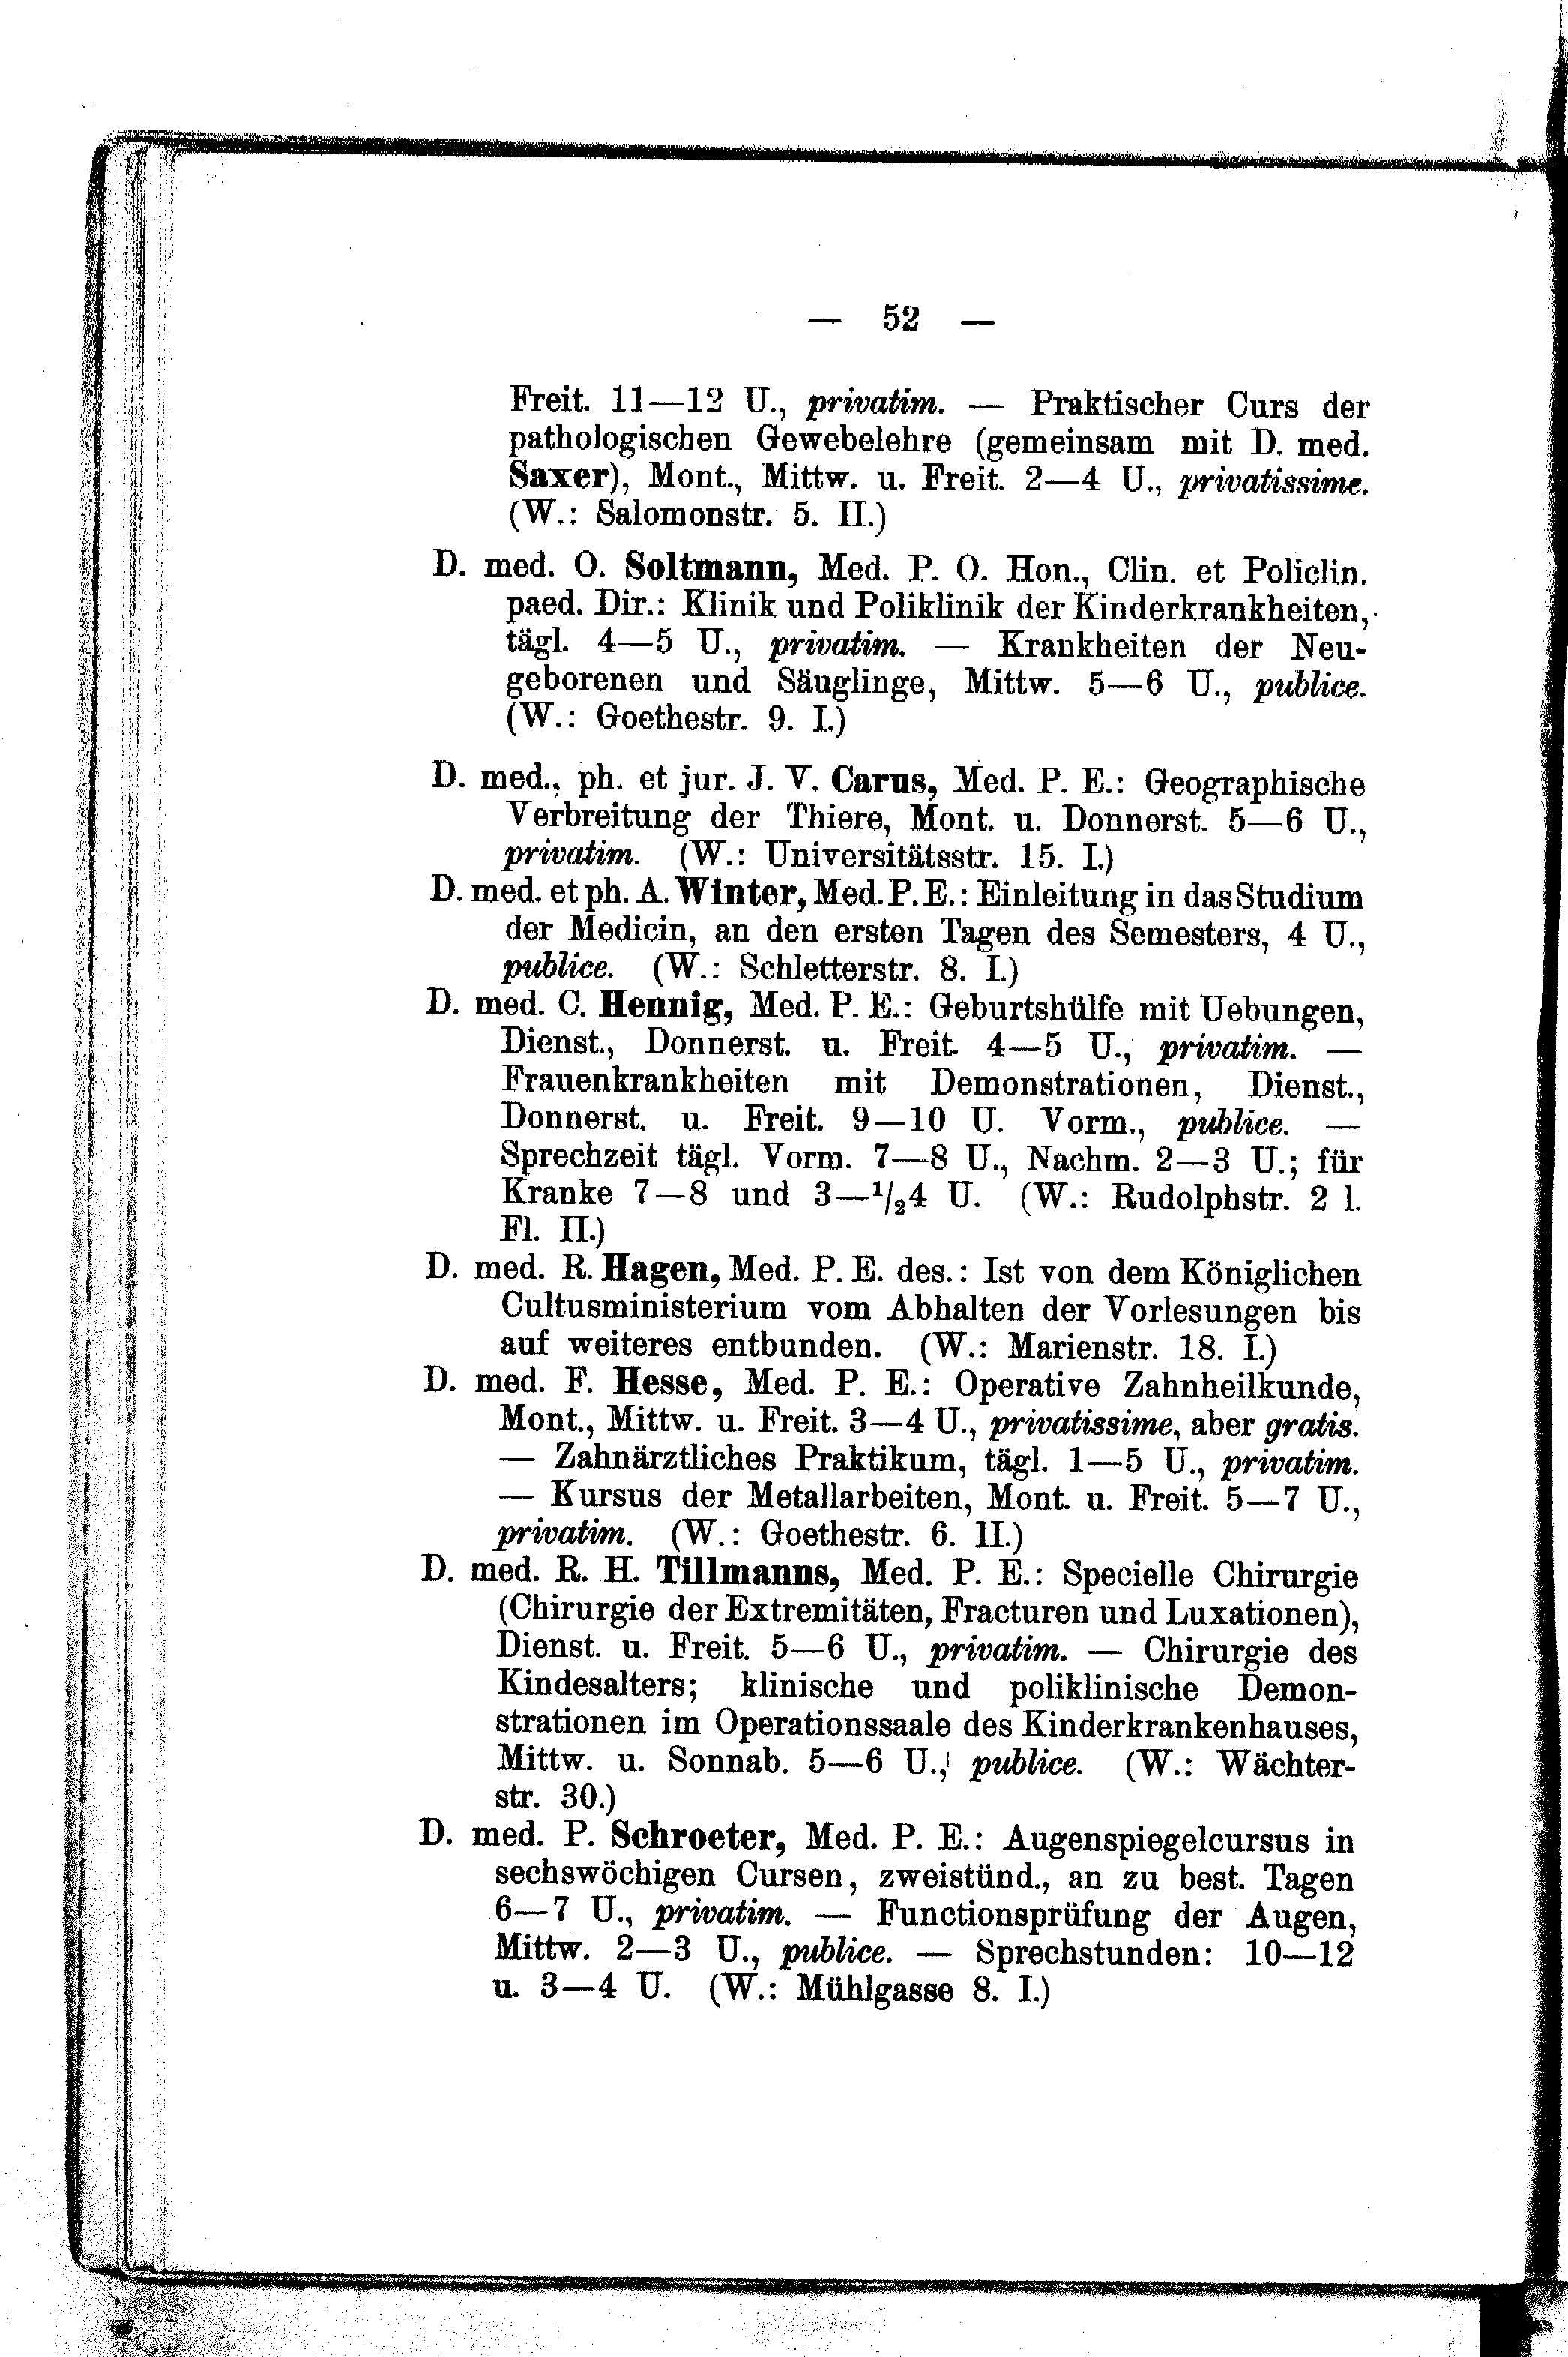 — 52 —
Freit. 11—12 U., privatim. — Praktischer Curs der
pathologischen Gewebelehre (gemeinsam mit D. med.
Saxer), Mont., Mittw. u. Freit. 2—4 U., privatissime.
(W.: Salomonstr. 5. II.)
D. med. O. Soltmann, Med. P. O. Hon., Clin. et Policlin.
paed. Dir.: Klinik und Poliklinik der Kinderkrankheiten,
tägl. 4—5 U., privatim. — Krankheiten der Neu-
geborenen und Säuglinge, Mittw. 5—6 U., publice.
(W.: Goethestr. 9. I.)
D. med., ph. et jur. J. V. Carus, Med. P. E.: Geographische
Verbreitung der Thiere, Mont. u. Donnerst. 5—6 U.,
privatim. (W.: Universitätsstr. 15. I.)
D. med. et ph. A. Winter, Med. P. E.: Einleitung in das Studium
der Medicin, an den ersten Tagen des Semesters, 4 U.,
publice. (W.: Schletterstr. 8. I.)
D. med. C. Hennig, Med. P. E.: Geburtshülfe mit Uebungen,
Dienst., Donnerst. u. Freit. 4—5 U., privatim. —
Frauenkrankheiten mit Demonstrationen, Dienst.,
Donnerst. u. Freit. 9—10 U. Vorm., publice. —
Sprechzeit tägl. Vorm. 7—8 U., Nachm. 2—3 U.; für
Kranke 7—8 und 3—1/24 U. (W.: Rudolphstr. 2 l.
Fl. II.)
D. med. R. Hagen, Med. P. E. des.: Ist von dem Königlichen
Cultusministerium vom Abhalten der Vorlesungen bis
auf weiteres entbunden. (W.: Marienstr. 18. I.)
D. med. F. Hesse, Med. P. E.: Operative Zahnheilkunde,
Mont., Mittw. u. Freit. 3—4 U., privatissime, aber gratis.
— Zahnärztliches Praktikum, tägl. 1—5 U., privatim.
— Kursus der Metallarbeiten, Mont. u. Freit. 5—7 U.,
privatim. (W.: Goethestr. 6. II.)
D. med. R. H. Tillmanns, Med. P. E.: Specielle Chirurgie
(Chirurgie der Extremitäten, Fracturen und Luxationen),
Dienst. u. Freit. 5—6 U., privatim. — Chirurgie des
Kindesalters; klinische und poliklinische Demon-
strationen im Operationssaale des Kinderkrankenhauses,
Mittw. u. Sonnab. 5—6 U., publice. (W.: Wächter-
str. 30.)
D. med. P. Schroeter, Med. P. E.: Augenspiegelcursus in
sechswöchigen Cursen, zweistünd., an zu best. Tagen
6—7 U., privatim. — Functionsprüfung der Augen,
Mittw. 2—3 U., publice. — Sprechstunden: 10—12
u. 3—4 U. (W.: Mühlgasse 8. I.)